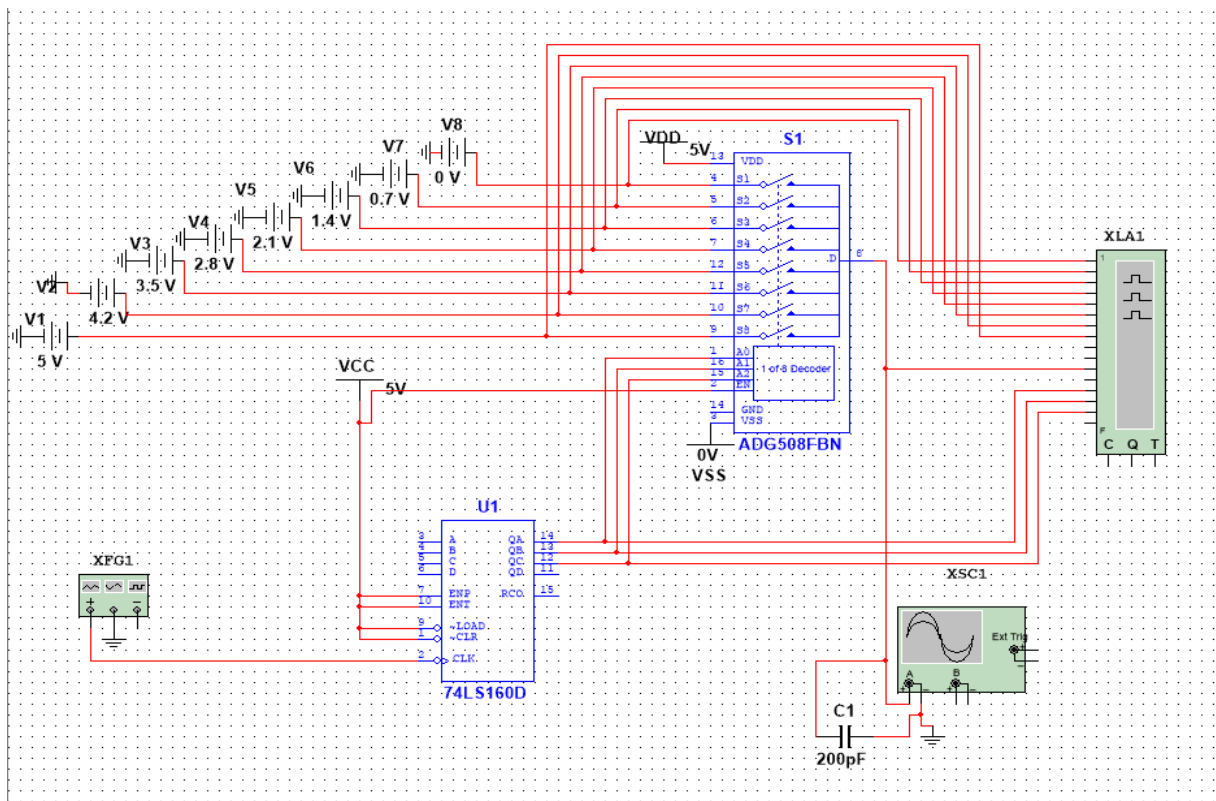 V8
0 V
V7
0.7 V
V6
1.4 V
V5
2.1 V
V4
2.8 V
V3
3.5 V
V2
4.2 V
V1
5 V
VDD
5V
S1
13 VDD
4 S1
5 S2
6 S3
7 S4
12 S5
11 S6
10 S7
9 S8
D 8
1 A0
16 A1
15 A2
2 EN
1 of 8 Decoder
14 GND
3 VSS
ADG508FBN
0V
VSS
XLA1
1
F
C Q T
VCC
5V
U1
3 A QA 14
4 B QB 13
5 C QC 12
6 D QD 11
7 ENP RCO 15
10 ENT
9 ~LOAD
1 ~CLR
2 CLK
74LS160D
XFG1
+ −
XSC1
Ext Trig
+
−
A B
+ − + −
C1
200pF